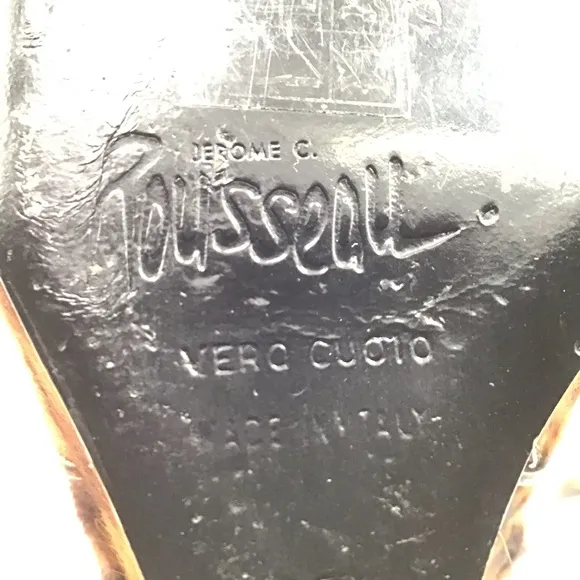 JEROME C.
Rousseau
VERO CUOIO
MADE IN ITALY